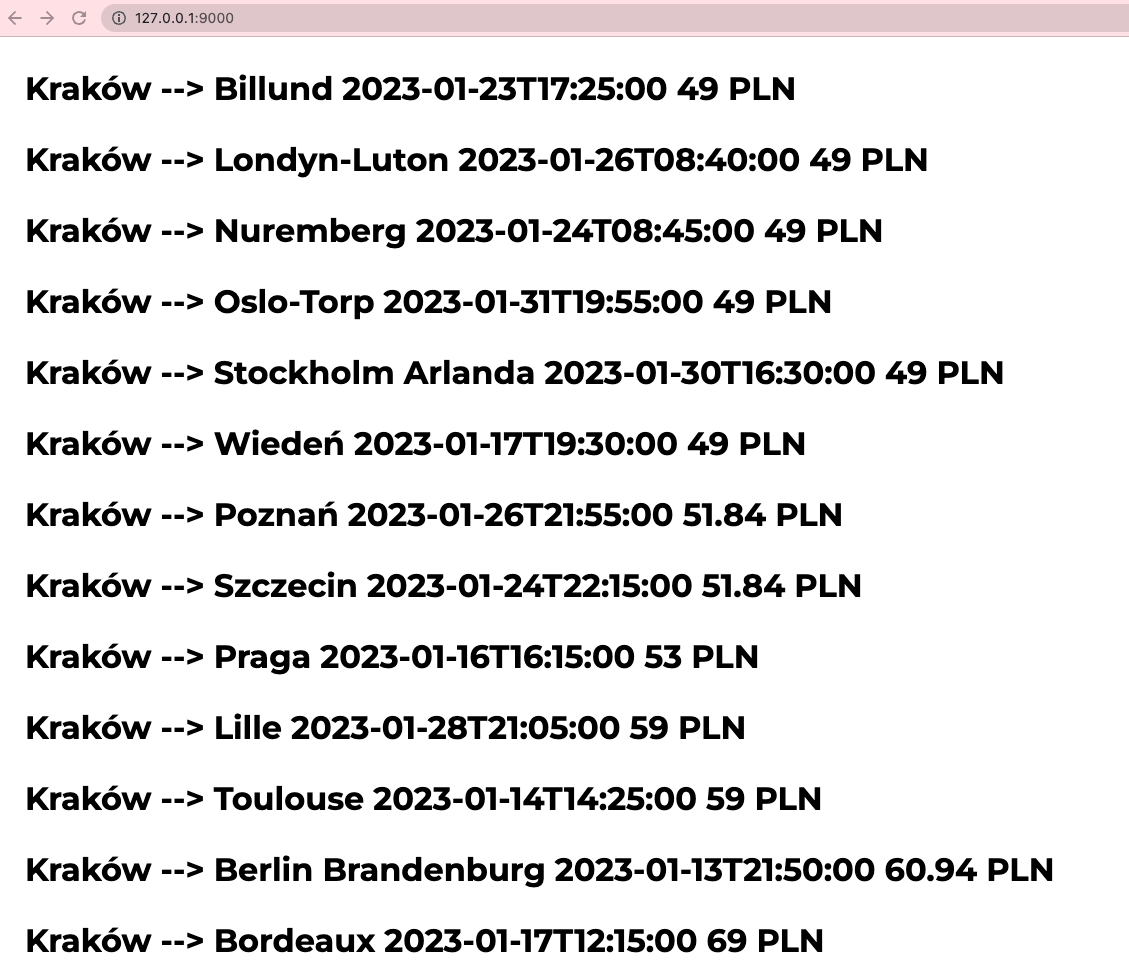 127.0.0.1:9000
Kraków --> Billund 2023-01-23T17:25:00 49 PLN
Kraków --> Londyn-Luton 2023-01-26T08:40:00 49 PLN
Kraków --> Nuremberg 2023-01-24T08:45:00 49 PLN
Kraków --> Oslo-Torp 2023-01-31T19:55:00 49 PLN
Kraków --> Stockholm Arlanda 2023-01-30T16:30:00 49 PLN
Kraków --> Wiedeń 2023-01-17T19:30:00 49 PLN
Kraków --> Poznań 2023-01-26T21:55:00 51.84 PLN
Kraków --> Szczecin 2023-01-24T22:15:00 51.84 PLN
Kraków --> Praga 2023-01-16T16:15:00 53 PLN
Kraków --> Lille 2023-01-28T21:05:00 59 PLN
Kraków --> Toulouse 2023-01-14T14:25:00 59 PLN
Kraków --> Berlin Brandenburg 2023-01-13T21:50:00 60.94 PLN
Kraków --> Bordeaux 2023-01-17T12:15:00 69 PLN